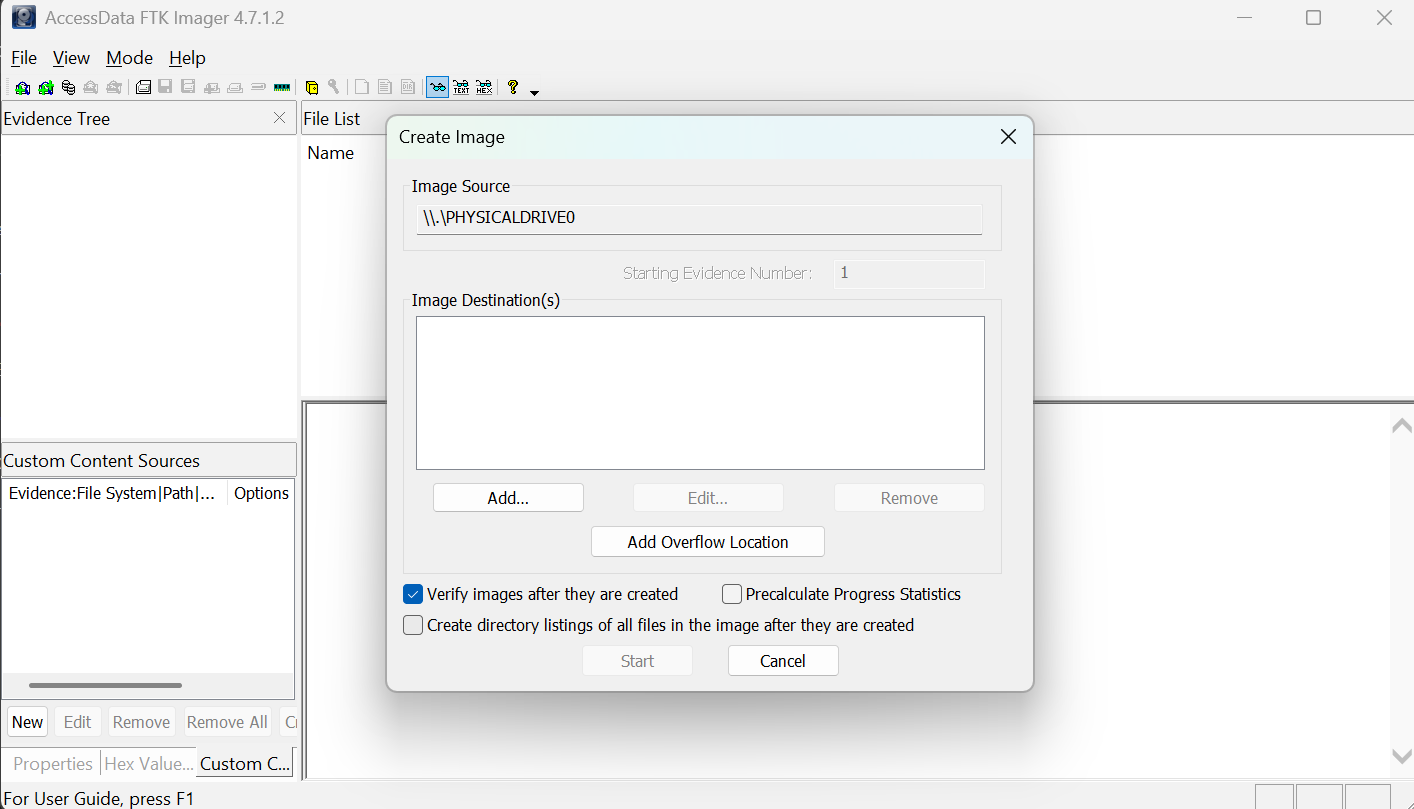 AccessData FTK Imager 4.7.1.2
File View Mode Help
TEXT HEX ?
Evidence Tree
File List
Name
Custom Content Sources
Evidence:File System|Path|... Options
New Edit Remove Remove All
Properties Hex Value... Custom C...
For User Guide, press F1
Create Image
Image Source
\\.\PHYSICALDRIVE0
Starting Evidence Number: 1
Image Destination(s)
Add... Edit... Remove
Add Overflow Location
Verify images after they are created Precalculate Progress Statistics
Create directory listings of all files in the image after they are created
Start Cancel